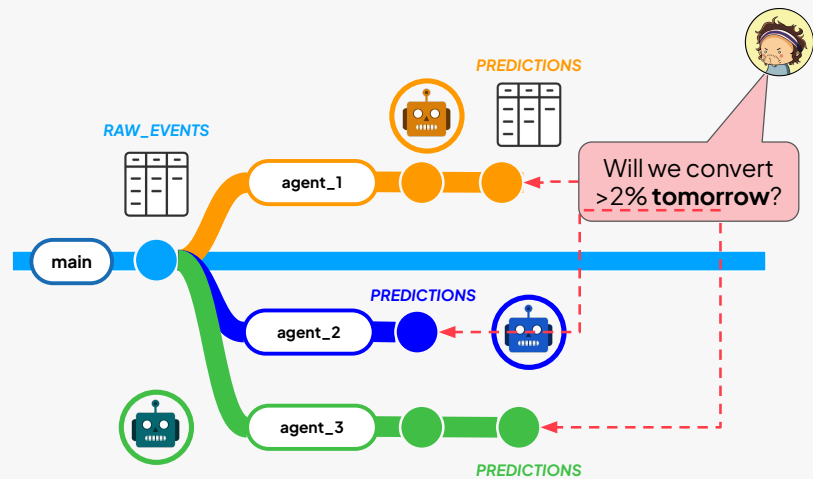 PREDICTIONS
RAW_EVENTS
Will we convert
>2% tomorrow?
agent_1
main
PREDICTIONS
agent_2
agent_3
PREDICTIONS